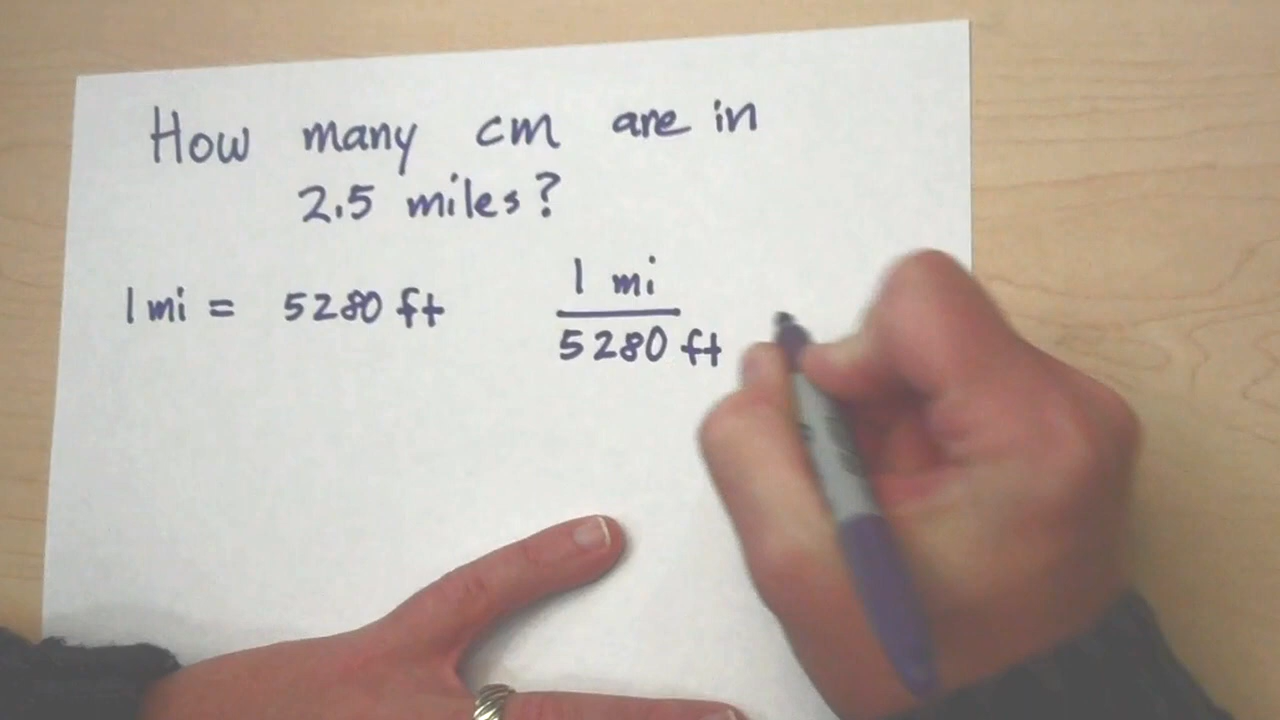 How many cm are in
2.5 miles?
1 mi = 5280 ft
1 mi
5280 ft